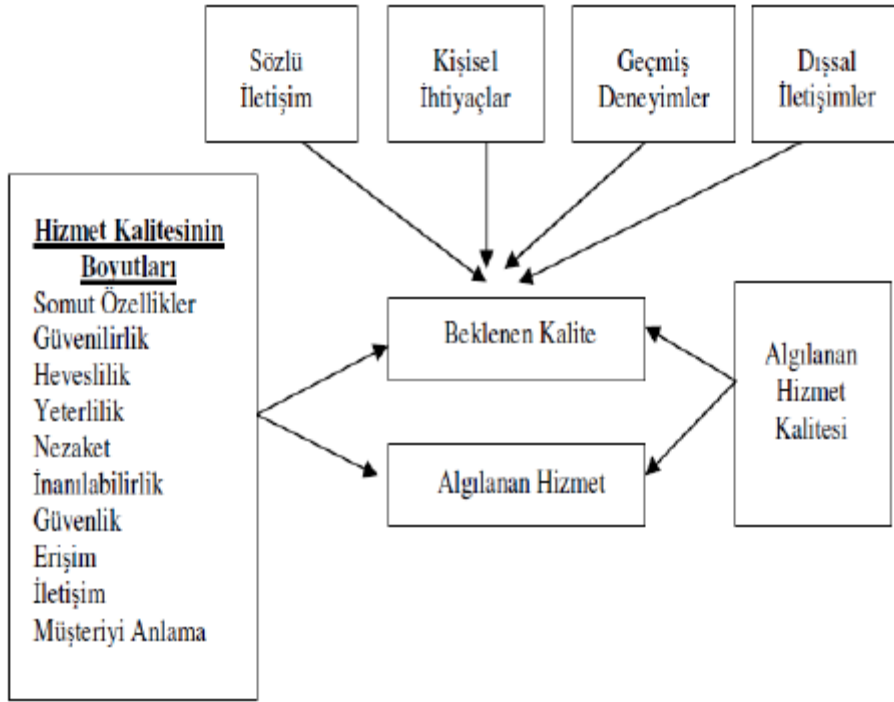 Sözlü
İletişim
Kişisel
İhtiyaçlar
Geçmiş
Deneyimler
Dışsal
İletişimler
Hizmet Kalitesinin
Boyutları
Somut Özellikler
Güvenilirlik
Heveslilik
Yeterlilik
Nezaket
İnanılabilirlik
Güvenlik
Erişim
İletişim
Müşteriyi Anlama
Beklenen Kalite
Algılanan Hizmet
Algılanan
Hizmet
Kalitesi